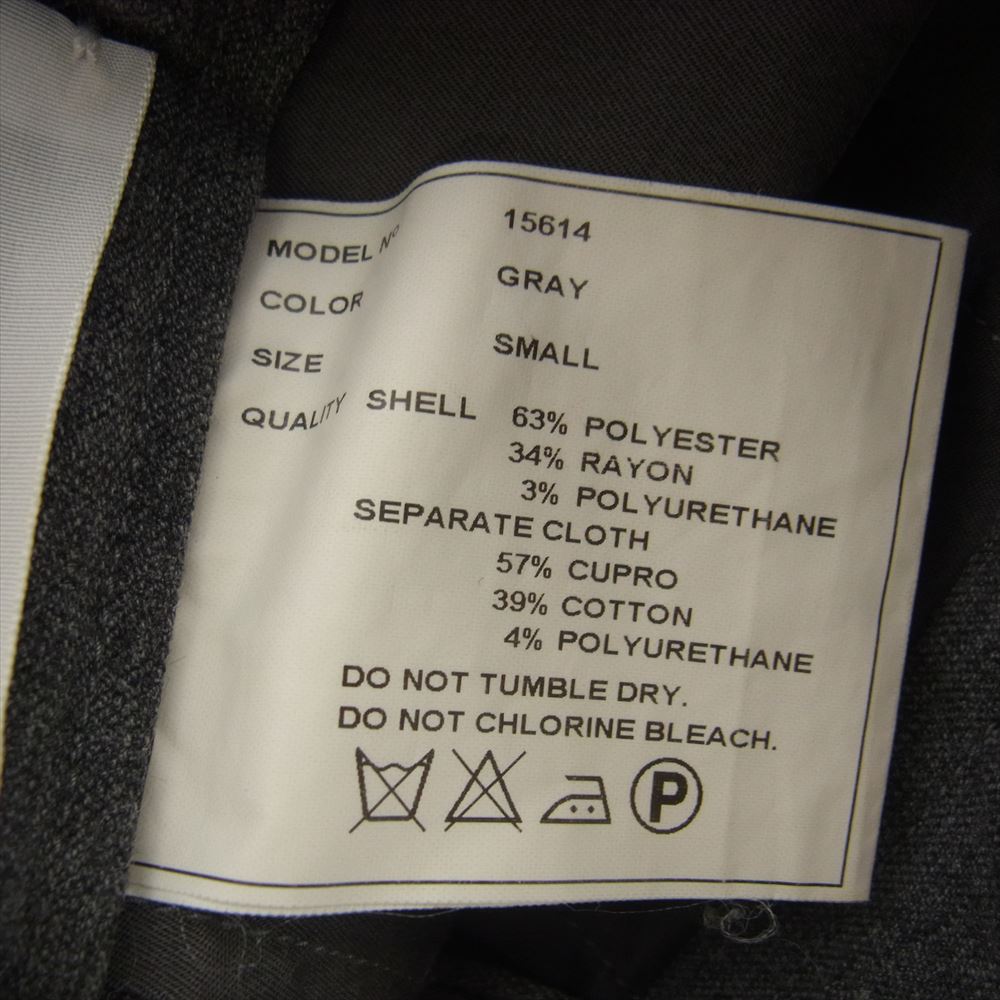 MODEL Nº 15614
COLOR GRAY
SIZE SMALL
QUALITY SHELL 63% POLYESTER
34% RAYON
3% POLYURETHANE
SEPARATE CLOTH
57% CUPRO
39% COTTON
4% POLYURETHANE
DO NOT TUMBLE DRY.
DO NOT CHLORINE BLEACH.
P